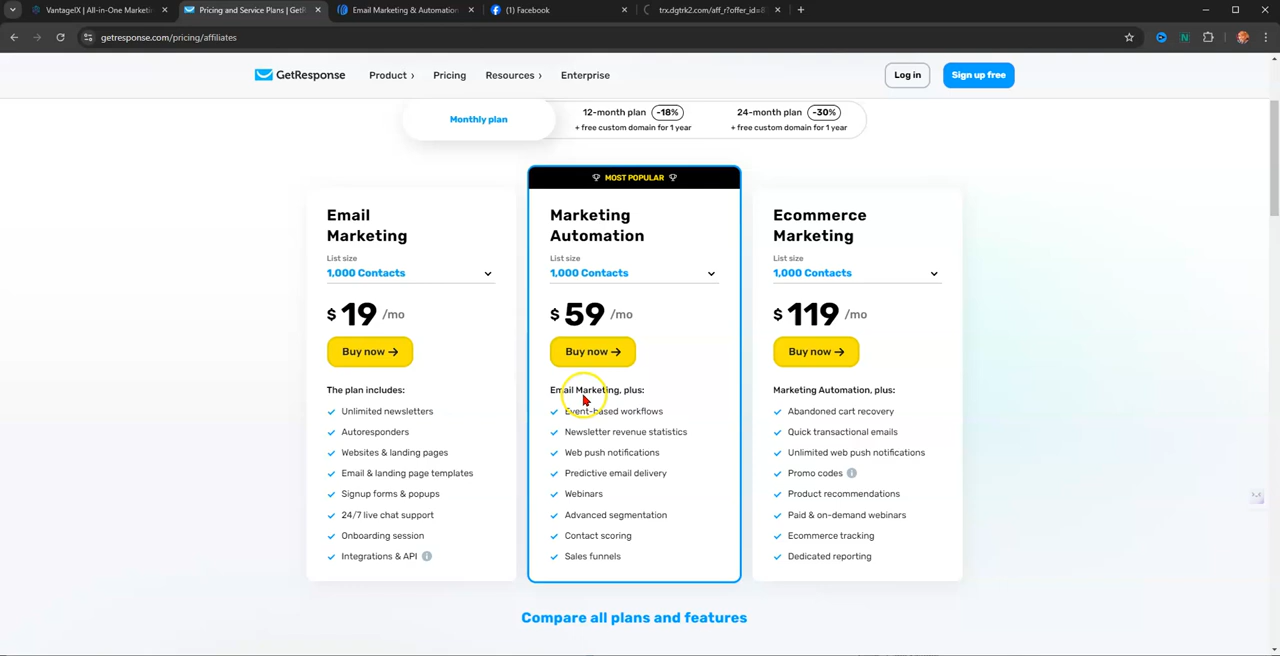 VantageIX | All-in-One Marketi
Pricing and Service Plans | GetR
Email Marketing & Automation
(1) Facebook
trx.dgtrk2.com/aff_r?offer_id=8
getresponse.com/pricing/affiliates
GetResponse
Product
Pricing
Resources
Enterprise
Log in
Sign up free
Monthly plan
12-month plan -18%
+ free custom domain for 1 year
24-month plan -30%
+ free custom domain for 1 year
MOST POPULAR
Email
Marketing
List size
1,000 Contacts
$ 19 /mo
Buy now →
The plan includes:
Unlimited newsletters
Autoresponders
Websites & landing pages
Email & landing page templates
Signup forms & popups
24/7 live chat support
Onboarding session
Integrations & API
Marketing
Automation
List size
1,000 Contacts
$ 59 /mo
Buy now →
Email Marketing, plus:
Event-based workflows
Newsletter revenue statistics
Web push notifications
Predictive email delivery
Webinars
Advanced segmentation
Contact scoring
Sales funnels
Ecommerce
Marketing
List size
1,000 Contacts
$ 119 /mo
Buy now →
Marketing Automation, plus:
Abandoned cart recovery
Quick transactional emails
Unlimited web push notifications
Promo codes
Product recommendations
Paid & on-demand webinars
Ecommerce tracking
Dedicated reporting
Compare all plans and features